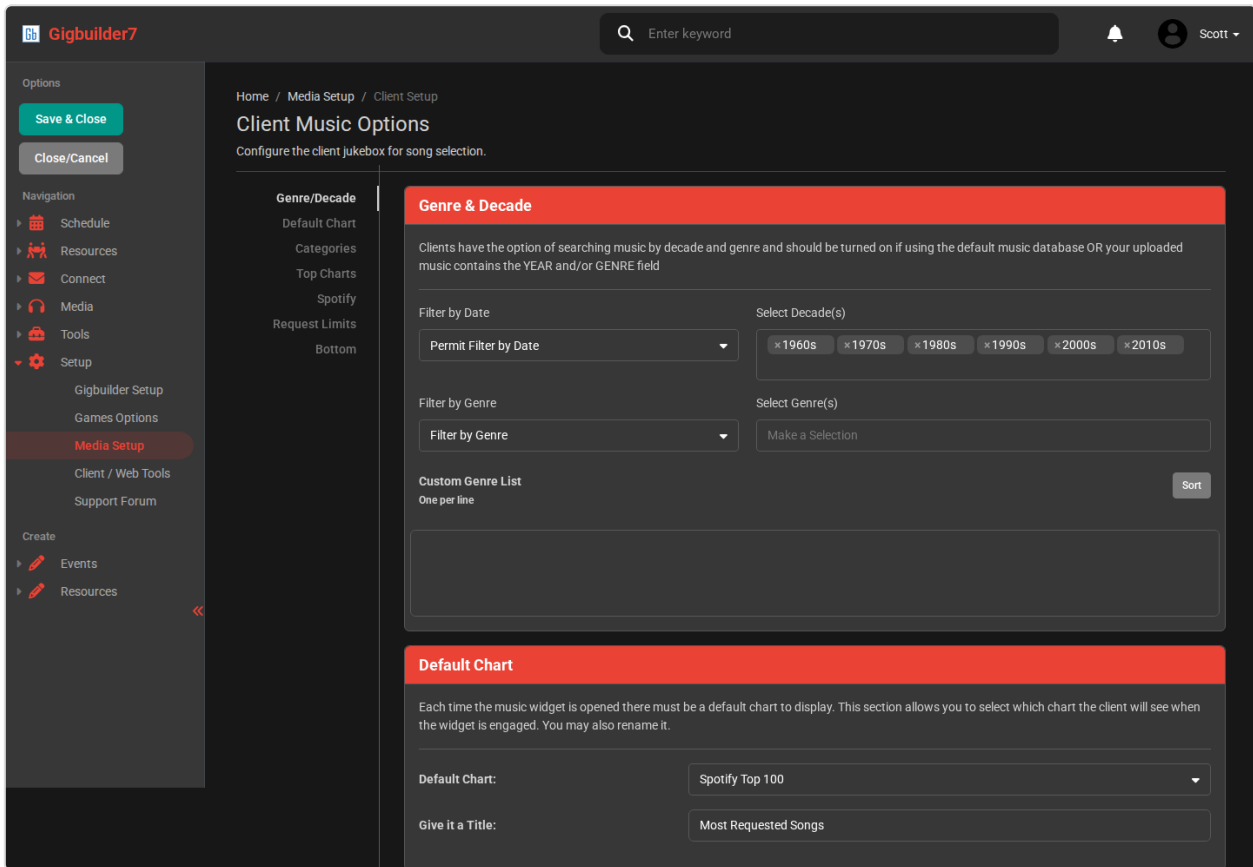 Gb Gigbuilder7
Enter keyword
Scott
Options
Save & Close
Close/Cancel
Navigation
Schedule
Resources
Connect
Media
Tools
Setup
Gigbuilder Setup
Games Options
Media Setup
Client / Web Tools
Support Forum
Create
Events
Resources
Home / Media Setup / Client Setup
Client Music Options
Configure the client jukebox for song selection.
Genre/Decade
Default Chart
Categories
Top Charts
Spotify
Request Limits
Bottom
Genre & Decade
Clients have the option of searching music by decade and genre and should be turned on if using the default music database OR your uploaded
music contains the YEAR and/or GENRE field
Filter by Date
Select Decade(s)
Permit Filter by Date
×1960s ×1970s ×1980s ×1990s ×2000s ×2010s
Filter by Genre
Select Genre(s)
Filter by Genre
Make a Selection
Custom Genre List
One per line
Sort
Default Chart
Each time the music widget is opened there must be a default chart to display. This section allows you to select which chart the client will see when
the widget is engaged. You may also rename it.
Default Chart:
Spotify Top 100
Give it a Title:
Most Requested Songs